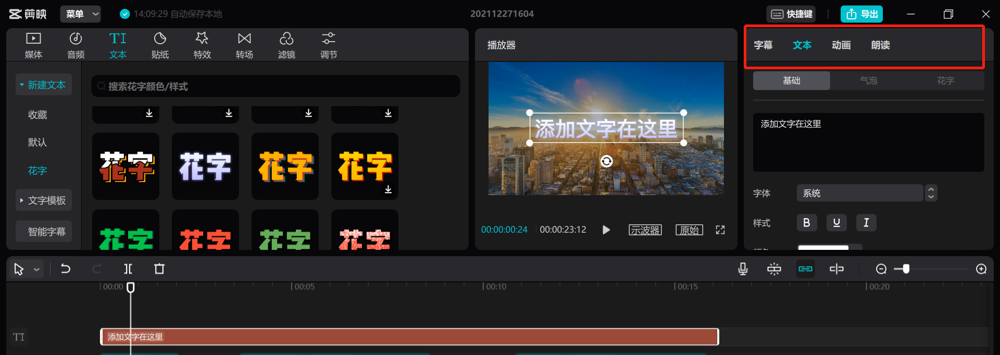 剪映 菜单 14:09:29 自动保存本地 202112271604 快捷键 导出
媒体 音频 文本 贴纸 特效 转场 滤镜 调节
播放器
字幕 文本 动画 朗读
新建文本
收藏
默认
花字
文字模板
智能字幕
搜索花字颜色/样式
花字 花字 花字 花字
花字 花字 花字 花字
添加文字在这里
00:00:00:24 00:00:23:12 示波器 原始
基础 气泡 花字
添加文字在这里
字体 系统
样式 B U I
00:00 00:05 00:10 00:15 00:20
TI 添加文字在这里